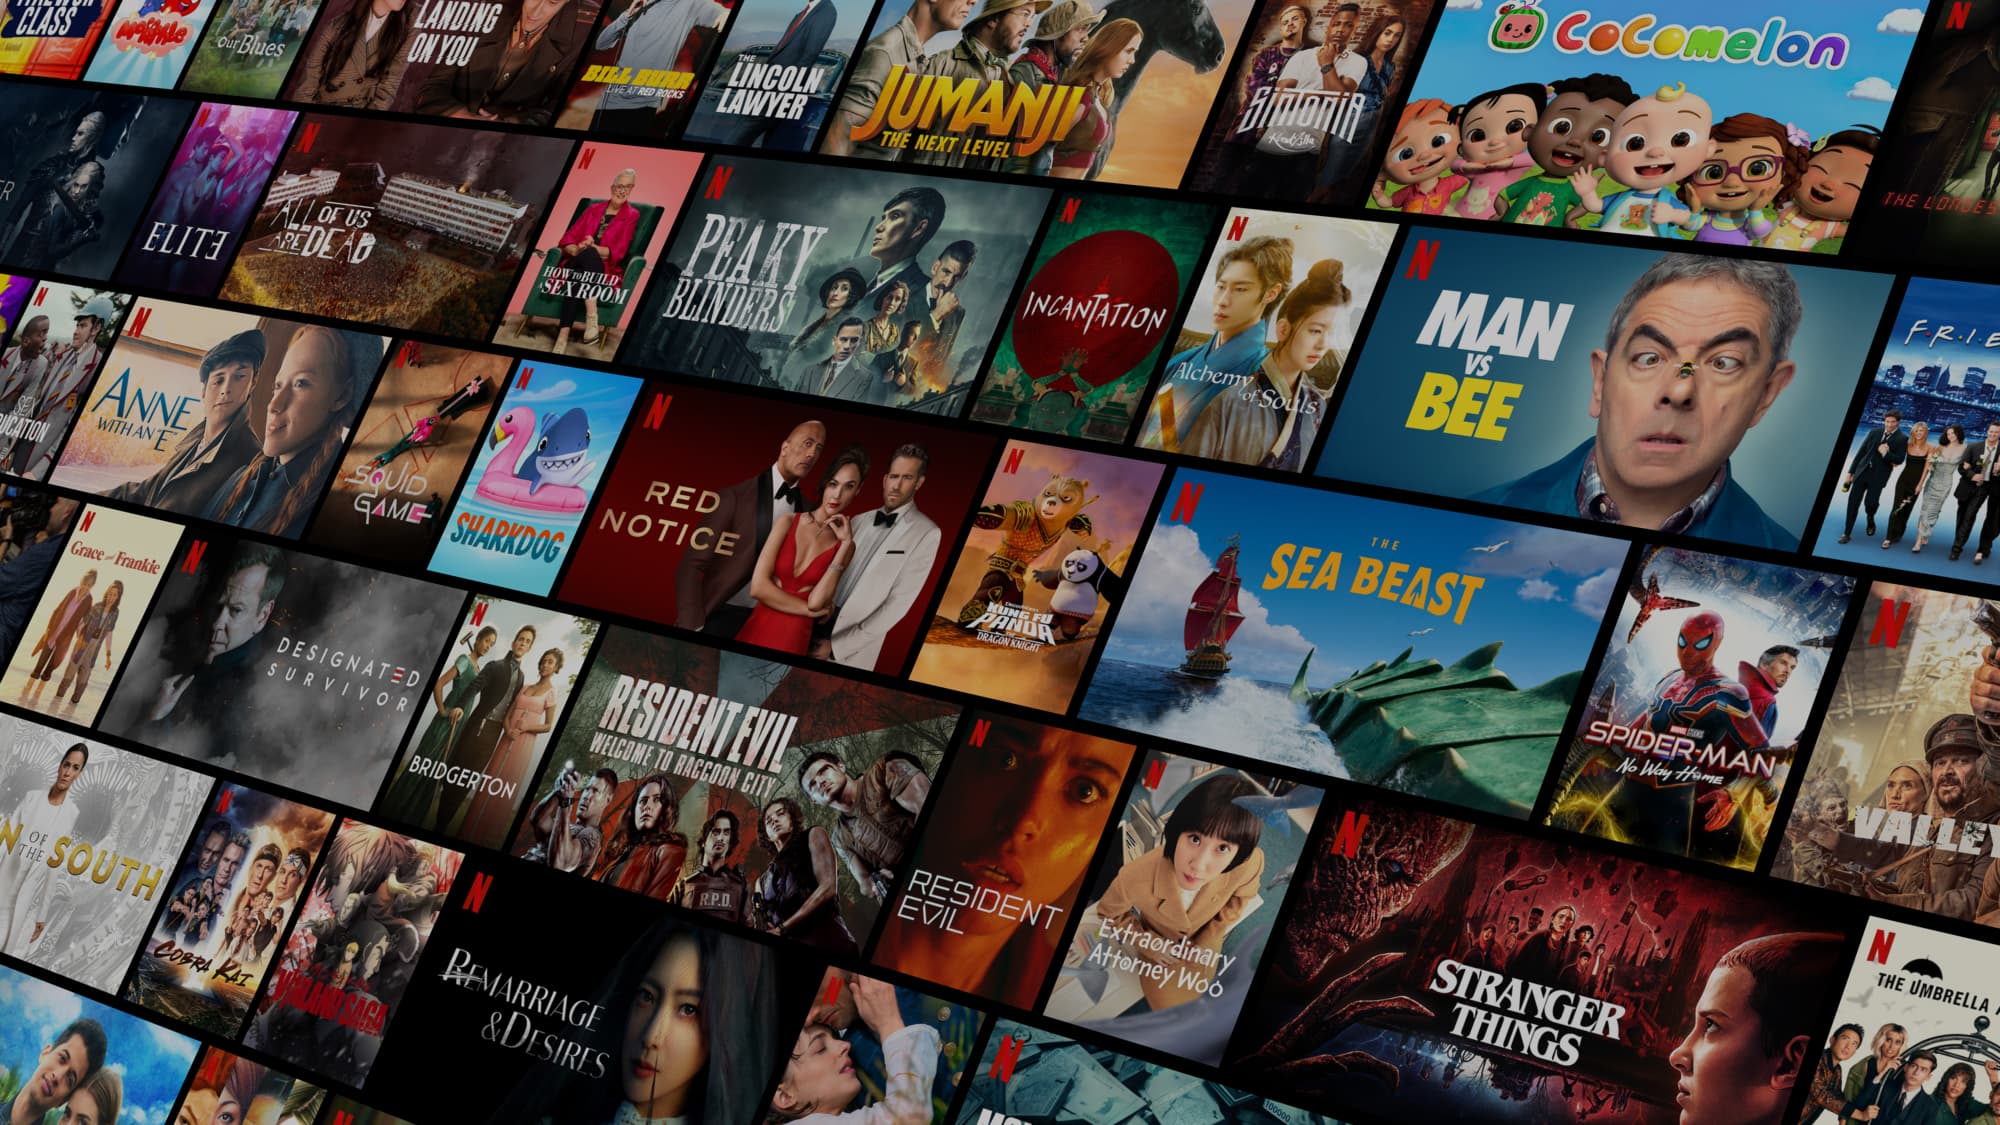 CLASS
our Blues
LANDING
ON YOU
BILL BURR
LIVE AT RED ROCKS
THE
LINCOLN
LAWYER
JUMANJI
THE NEXT LEVEL
SINTONIA
KondZilla
COCOMELON
N
ELITE
N
ALL OF US
ARE DEAD
N
HOW TO BUILD
A SEX ROOM
N
PEAKY
BLINDERS
N
INCANTATION
N
Alchemy
of Souls
N
MAN
VS
BEE
F·R·I·E
N
SEX
UCATION
N
ANNE
WITH AN "E"
N
SQUID
GAME
N
SHARKDOG
N
RED
NOTICE
N
KUNG FU
PANDA
DRAGON KNIGHT
N
THE
SEA BEAST
SPIDER-MAN
No Way Home
N
VALLEY
N
Grace and Frankie
N
DESIGNATED
SURVIVOR
N
BRIDGERTON
RESIDENT EVIL
WELCOME TO RACCOON CITY
R.P.D.
N
RESIDENT
EVIL
N
Extraordinary
Attorney Woo
N
STRANGER
THINGS
N
THE UMBRELLA A
N OF
THE SOUTH
N
COBRA KAI
VINLAND SAGA
N
REMARRIAGE
& DESIRES
N
N